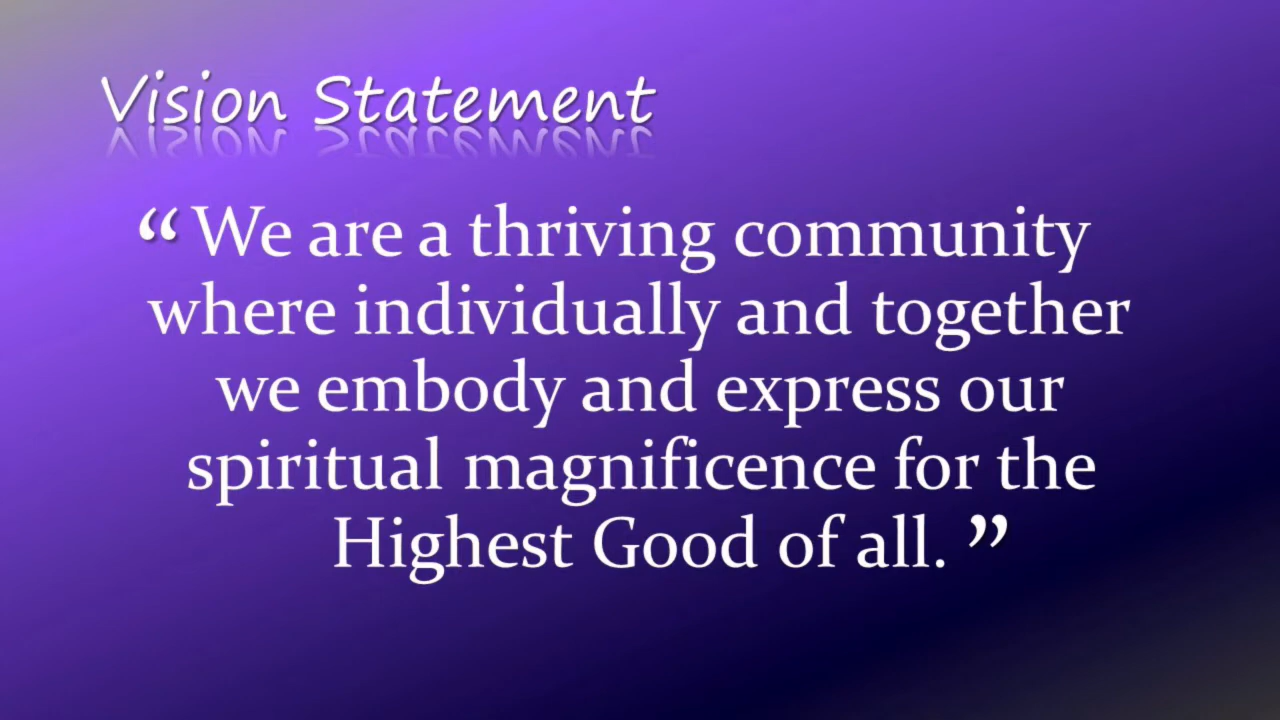 Vision Statement
“ We are a thriving community
where individually and together
we embody and express our
spiritual magnificence for the
Highest Good of all. ”